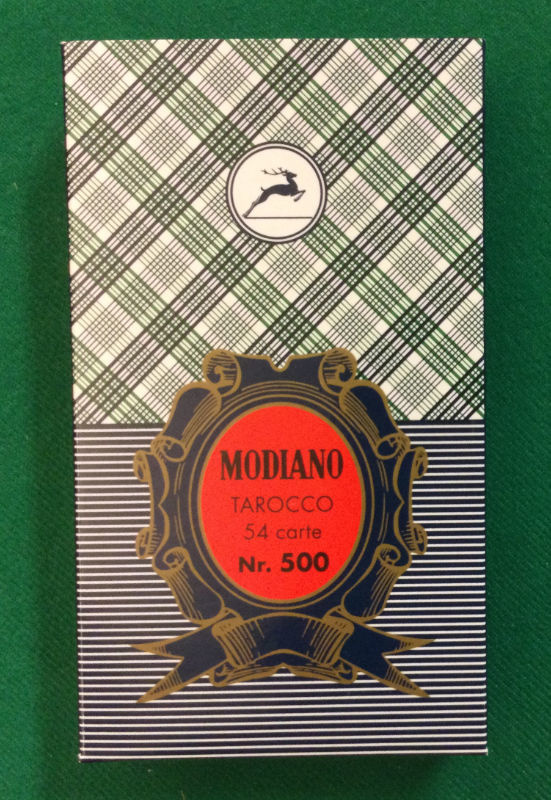 MODIANO
TAROCCO
54 carte
Nr. 500